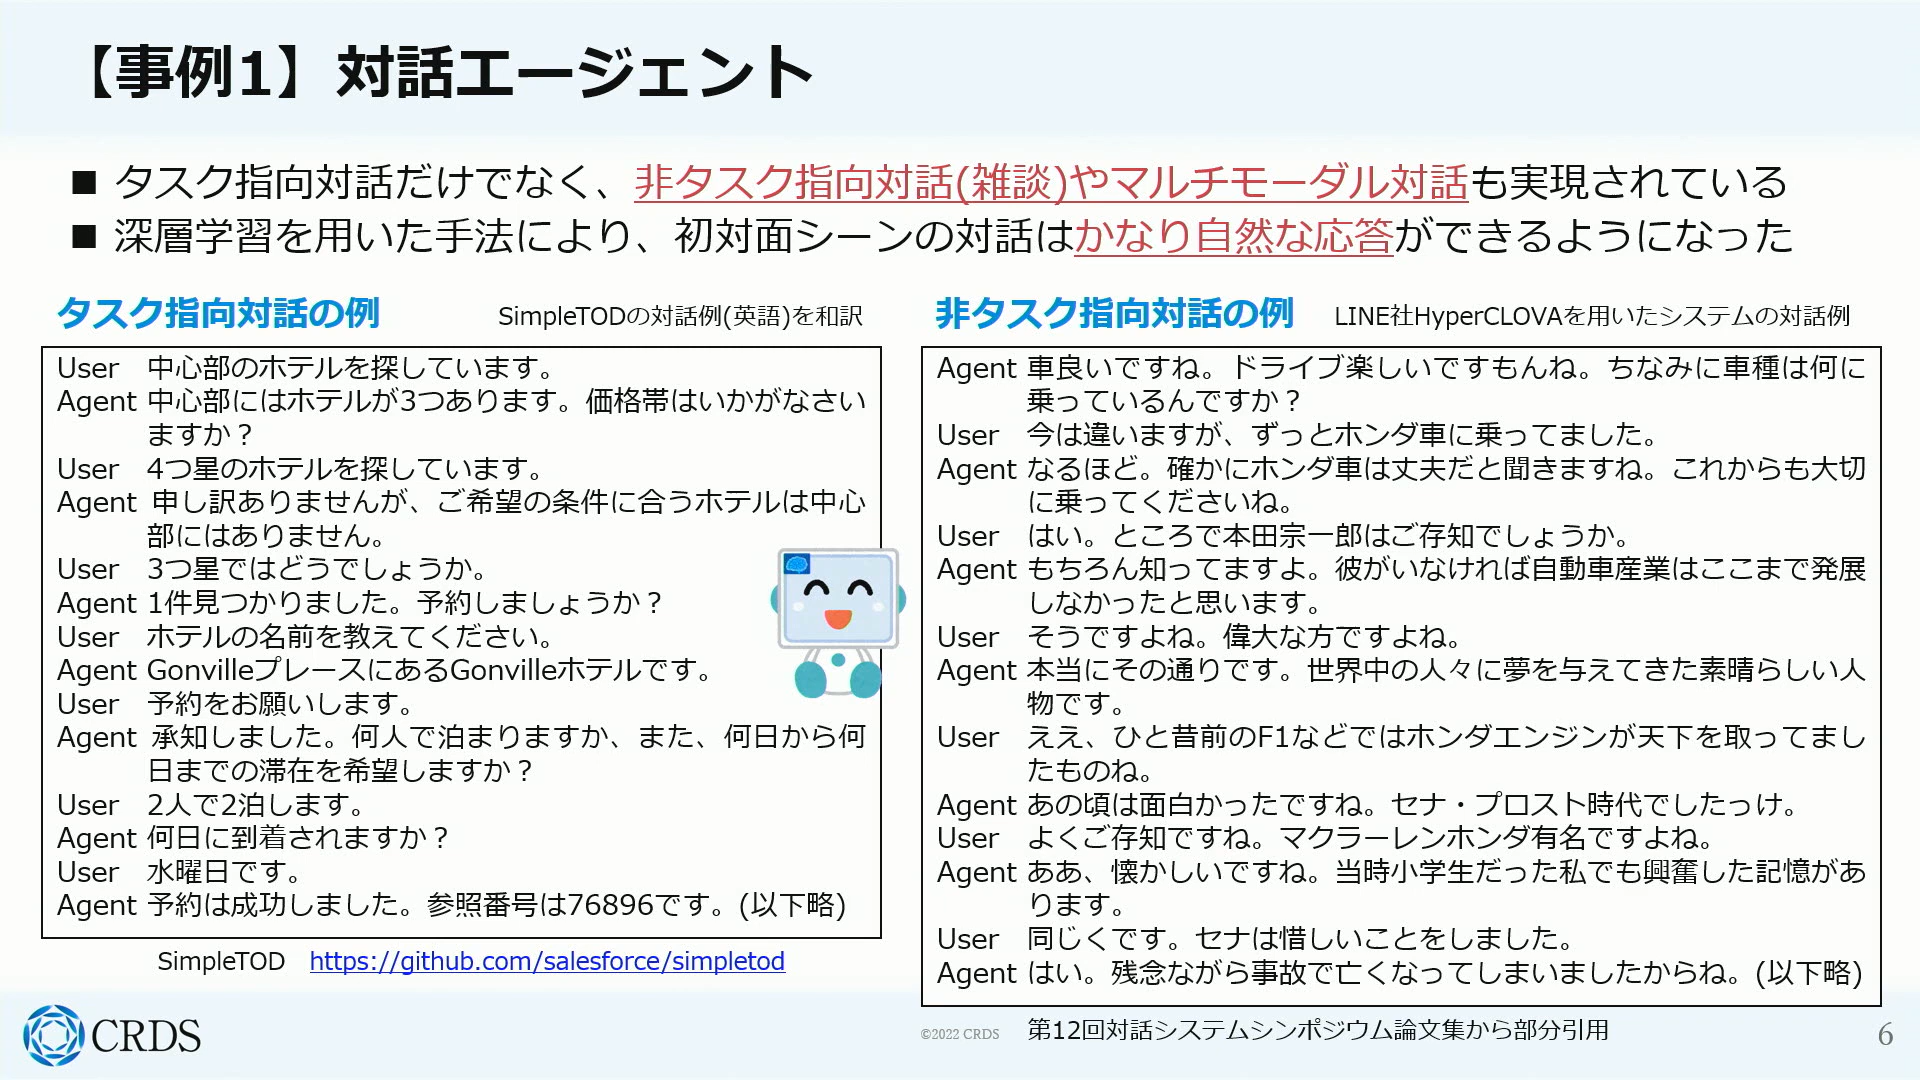 【事例1】対話エージェント
■ タスク指向対話だけでなく、非タスク指向対話(雑談)やマルチモーダル対話も実現されている
■ 深層学習を用いた手法により、初対面シーンの対話はかなり自然な応答ができるようになった
タスク指向対話の例 SimpleTODの対話例(英語)を和訳
User 中心部のホテルを探しています。
Agent 中心部にはホテルが3つあります。価格帯はいかがなさい
ますか？
User 4つ星のホテルを探しています。
Agent 申し訳ありませんが、ご希望の条件に合うホテルは中心
部にはありません。
User 3つ星ではどうでしょうか。
Agent 1件見つかりました。予約しましょうか？
User ホテルの名前を教えてください。
Agent GonvilleプレースにあるGonvilleホテルです。
User 予約をお願いします。
Agent 承知しました。何人で泊まりますか、また、何日から何
日までの滞在を希望しますか？
User 2人で2泊します。
Agent 何日に到着されますか？
User 水曜日です。
Agent 予約は成功しました。参照番号は76896です。(以下略)
SimpleTOD https://github.com/salesforce/simpletod
非タスク指向対話の例 LINE社HyperCLOVAを用いたシステムの対話例
Agent 車良いですね。ドライブ楽しいですもんね。ちなみに車種は何に
乗っているんですか？
User 今は違いますが、ずっとホンダ車に乗ってました。
Agent なるほど。確かにホンダ車は丈夫だと聞きますね。これからも大切
に乗ってくださいね。
User はい。ところで本田宗一郎はご存知でしょうか。
Agent もちろん知ってますよ。彼がいなければ自動車産業はここまで発展
しなかったと思います。
User そうですよね。偉大な方ですよね。
Agent 本当にその通りです。世界中の人々に夢を与えてきた素晴らしい人
物です。
User ええ、ひと昔前のF1などではホンダエンジンが天下を取ってまし
たものね。
Agent あの頃は面白かったですね。セナ・プロスト時代でしたっけ。
User よくご存知ですね。マクラーレンホンダ有名ですよね。
Agent ああ、懐かしいですね。当時小学生だった私でも興奮した記憶があ
ります。
User 同じくです。セナは惜しいことをしました。
Agent はい。残念ながら事故で亡くなってしまいましたからね。(以下略)
CRDS
©2022 CRDS 第12回対話システムシンポジウム論文集から部分引用
6